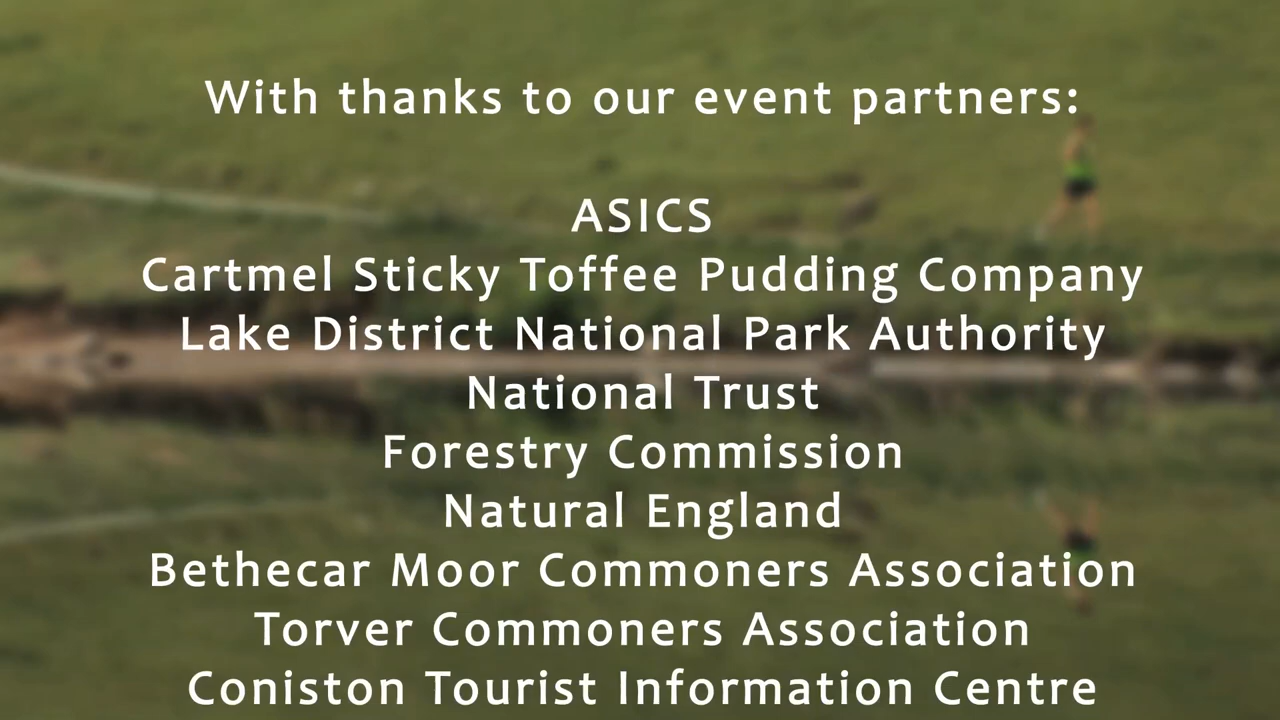 With thanks to our event partners:
ASICS
Cartmel Sticky Toffee Pudding Company
Lake District National Park Authority
National Trust
Forestry Commission
Natural England
Bethecar Moor Commoners Association
Torver Commoners Association
Coniston Tourist Information Centre